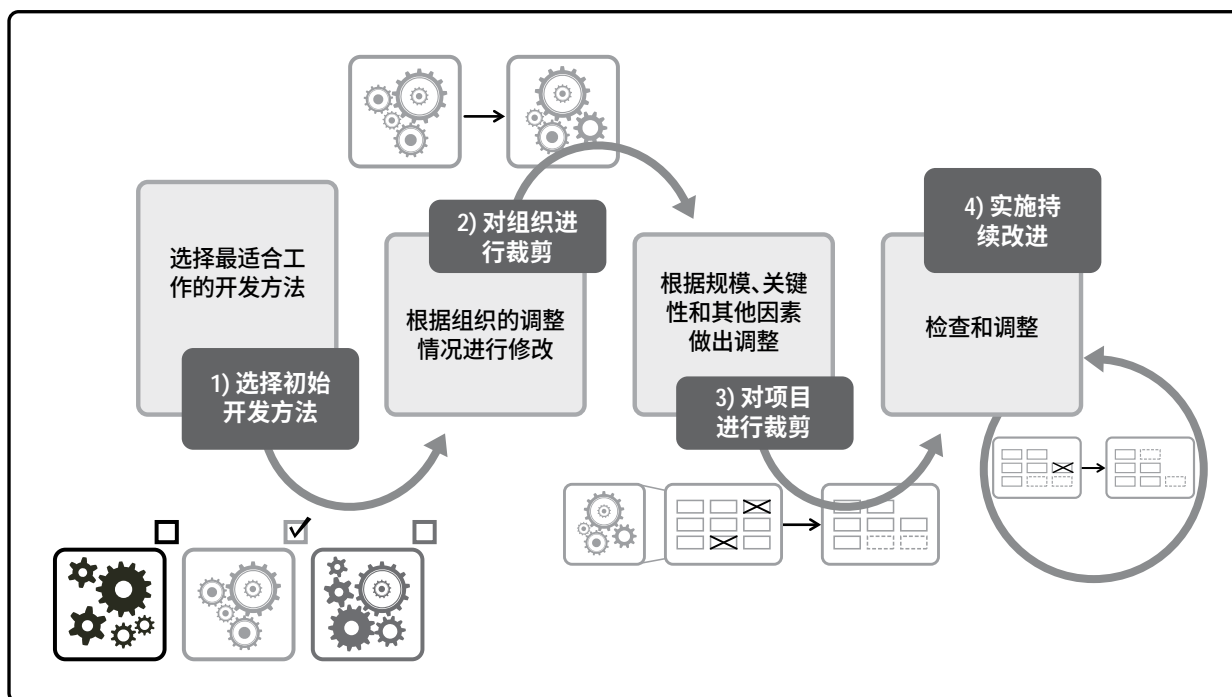 选择最适合工
作的开发方法
1) 选择初始
开发方法
2) 对组织进
行裁剪
根据组织的调整
情况进行修改
根据规模、关键
性和其他因素
做出调整
3) 对项目
进行裁剪
4) 实施持
续改进
检查和调整